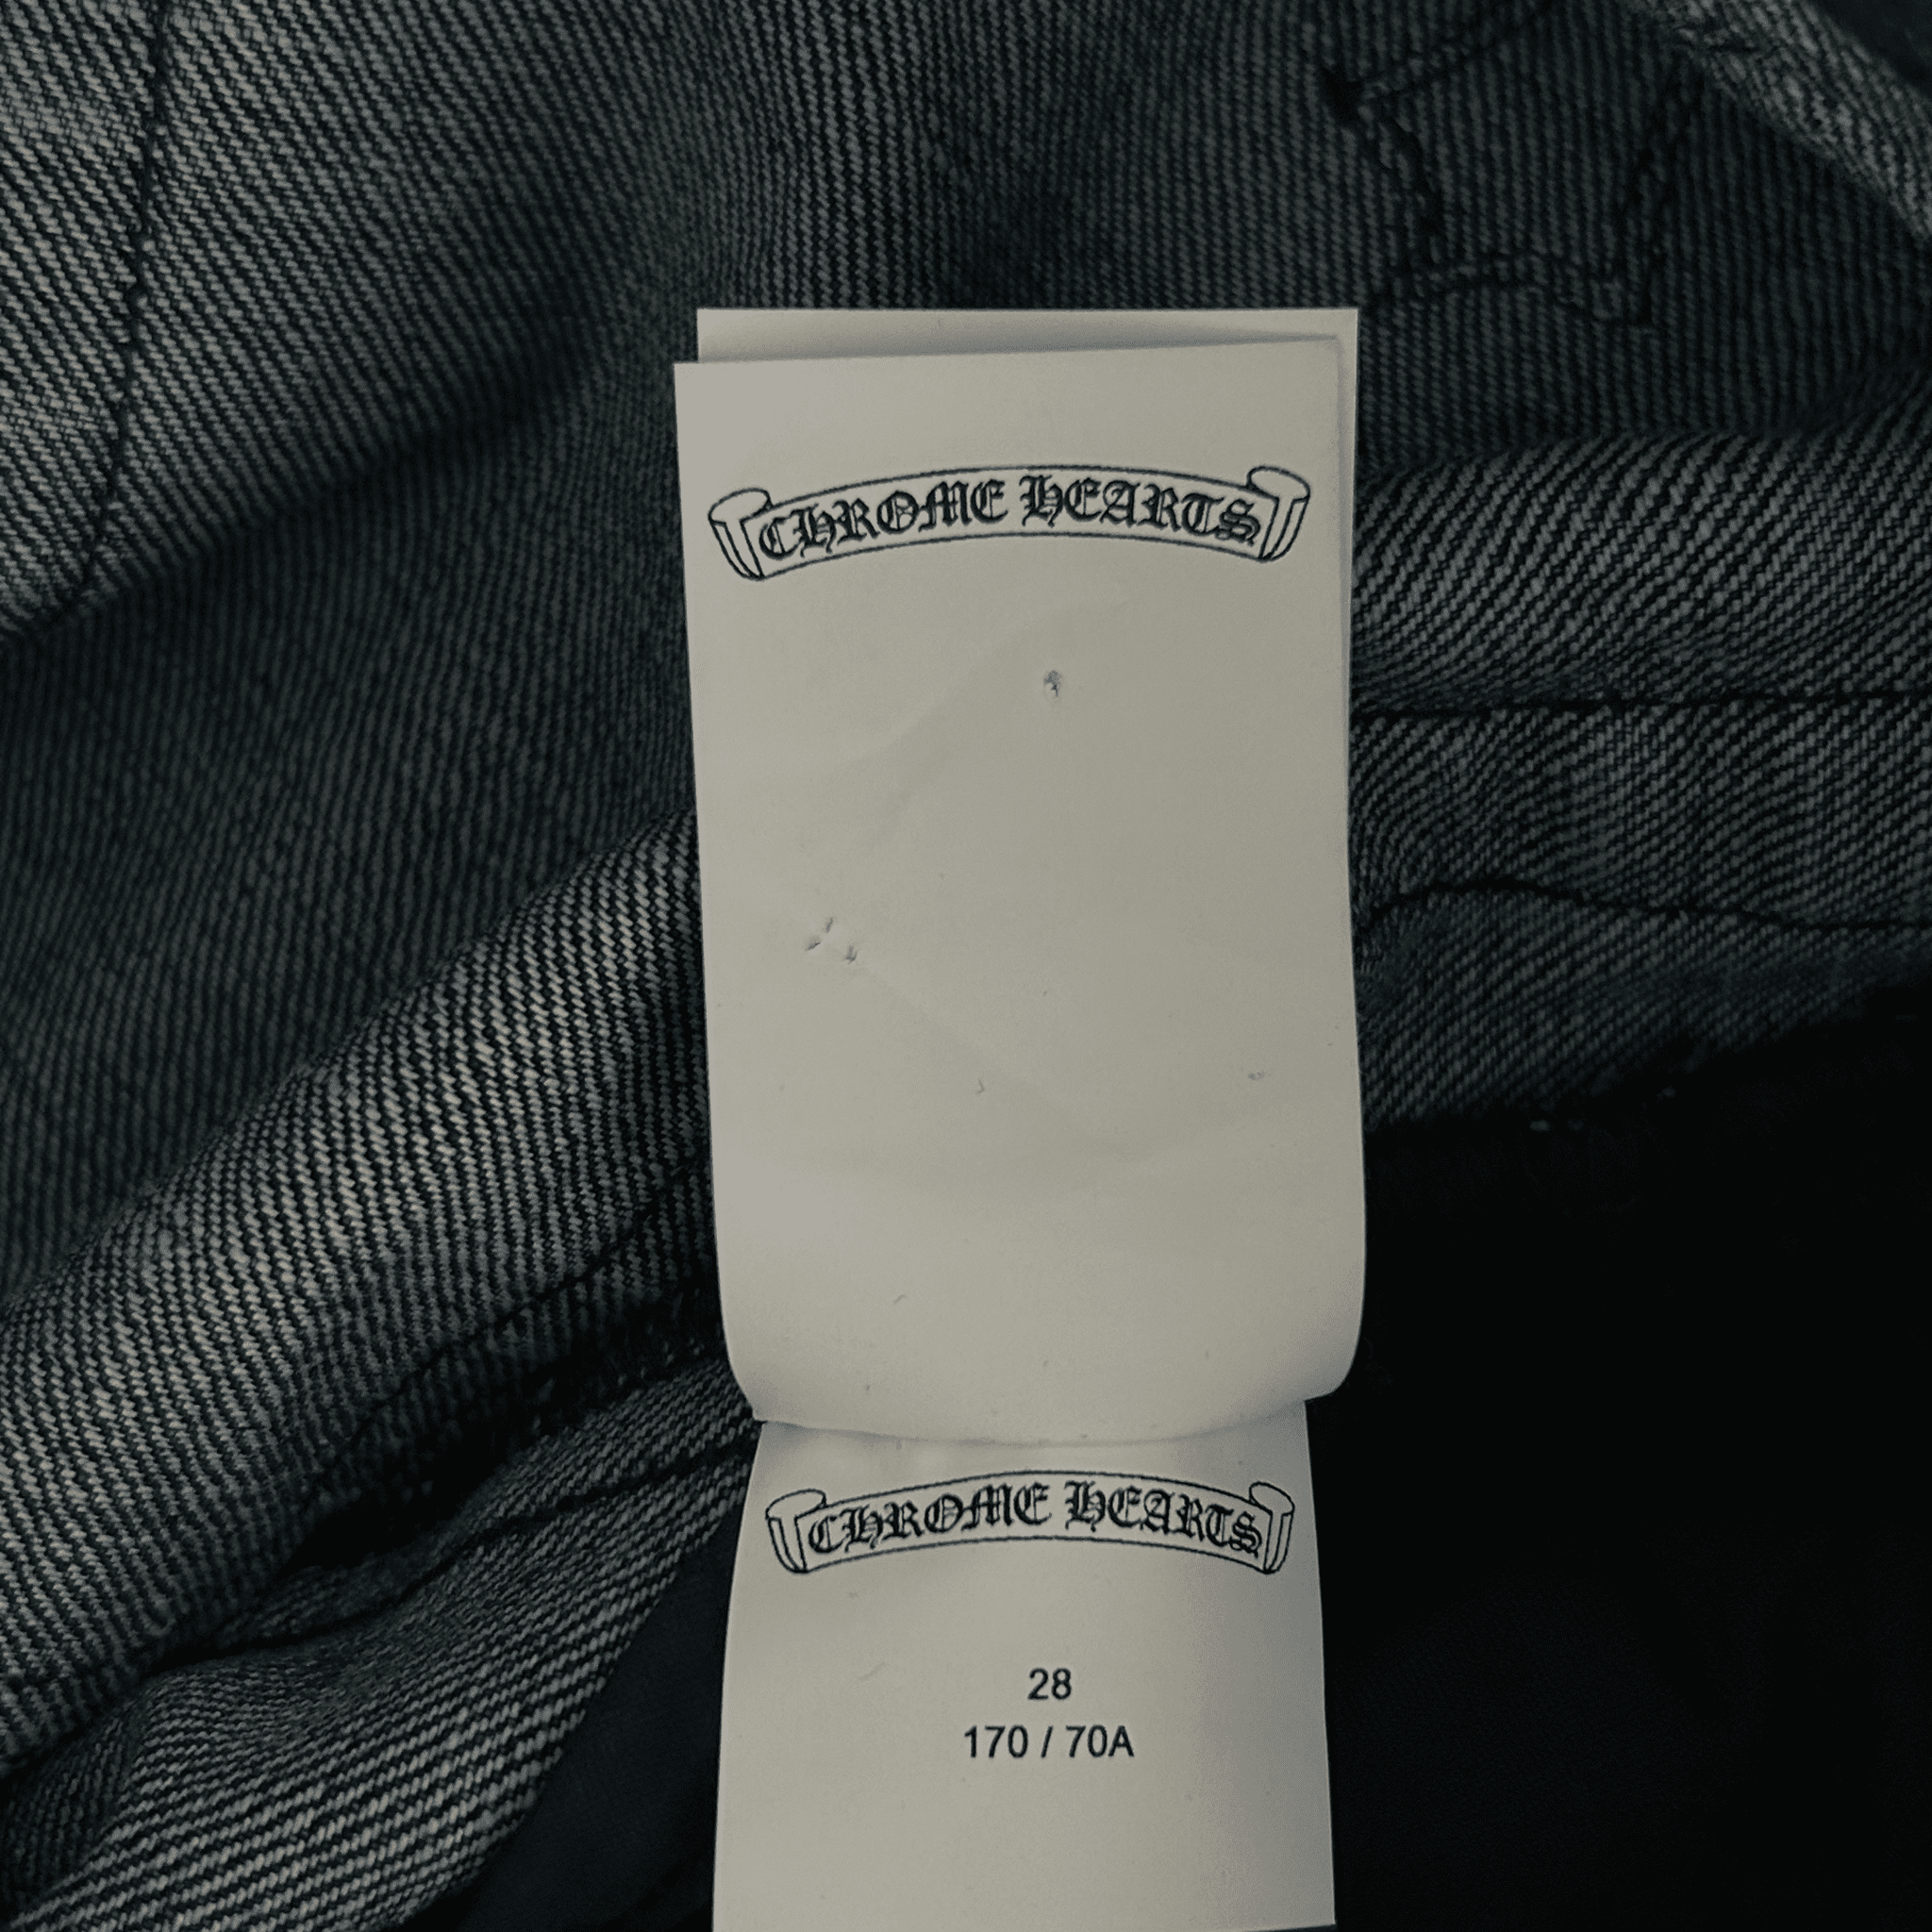 CHROME HEARTS
CHROME HEARTS
28
170 / 70A